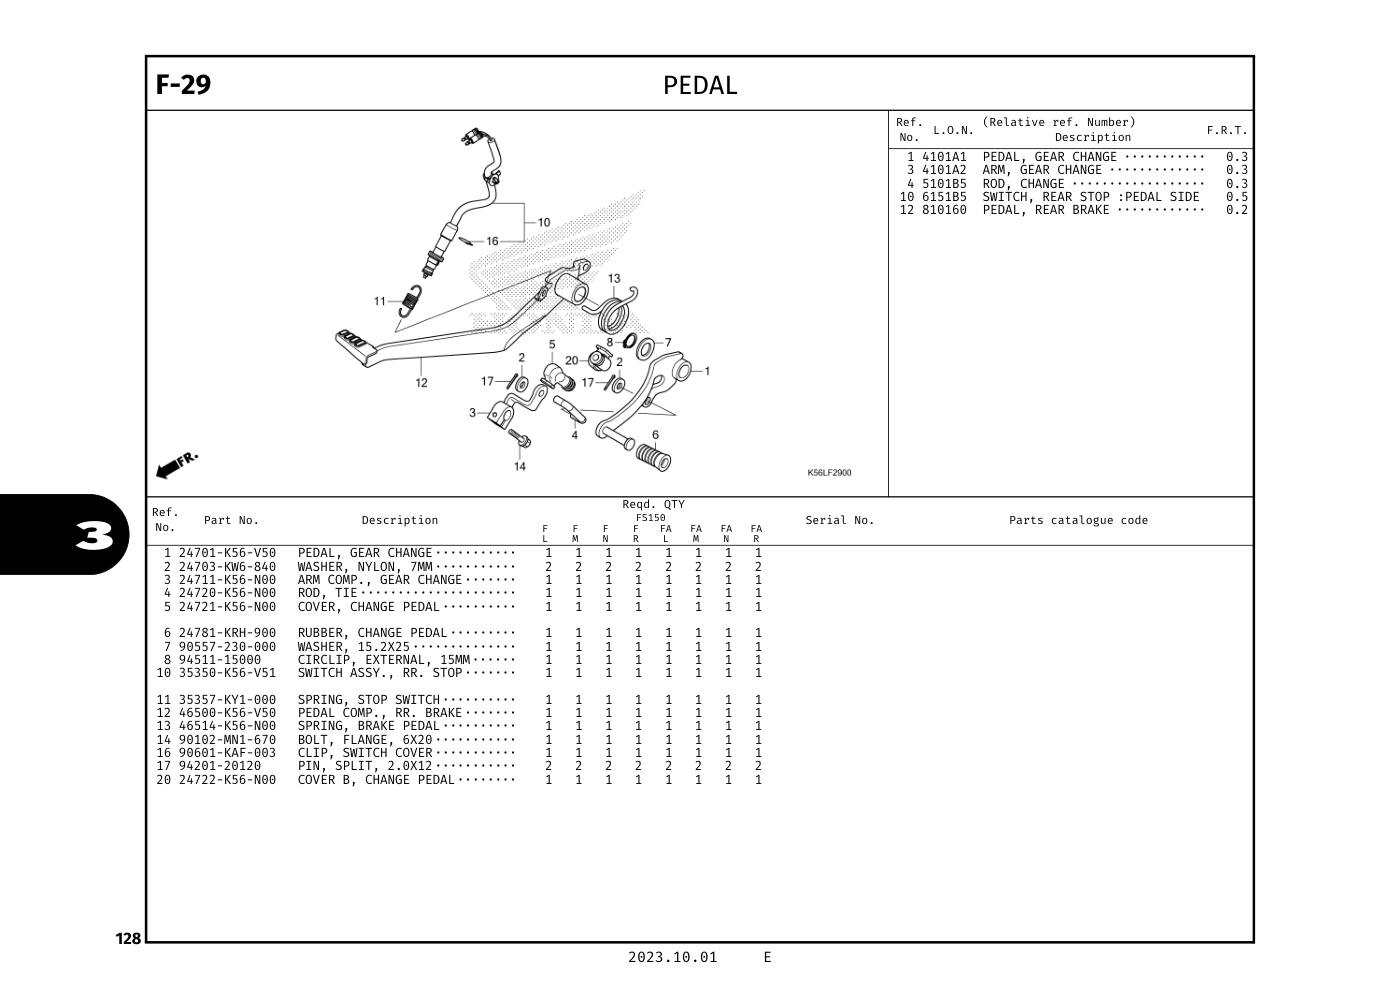 F-29
PEDAL
10
16
11
13
8
7
5
20
2
2
1
12
17
17
3
4
6
14
HONDA
FR.
K56LF2900
Ref. No. L.O.N. (Relative ref. Number) Description F.R.T.
1 4101A1 PEDAL, GEAR CHANGE ··········· 0.3
3 4101A2 ARM, GEAR CHANGE ············· 0.3
4 5101B5 ROD, CHANGE ·················· 0.3
10 6151B5 SWITCH, REAR STOP :PEDAL SIDE 0.5
12 810160 PEDAL, REAR BRAKE ············ 0.2
3
Ref. No. Part No. Description Reqd. QTY Serial No. Parts catalogue code
FS150
F F F F FA FA FA FA
L M N R L M N R
1 24701-K56-V50 PEDAL, GEAR CHANGE··········· 1 1 1 1 1 1 1 1
2 24703-KW6-840 WASHER, NYLON, 7MM··········· 2 2 2 2 2 2 2 2
3 24711-K56-N00 ARM COMP., GEAR CHANGE······· 1 1 1 1 1 1 1 1
4 24720-K56-N00 ROD, TIE····················· 1 1 1 1 1 1 1 1
5 24721-K56-N00 COVER, CHANGE PEDAL·········· 1 1 1 1 1 1 1 1
6 24781-KRH-900 RUBBER, CHANGE PEDAL········· 1 1 1 1 1 1 1 1
7 90557-230-000 WASHER, 15.2X25·············· 1 1 1 1 1 1 1 1
8 94511-15000 CIRCLIP, EXTERNAL, 15MM······ 1 1 1 1 1 1 1 1
10 35350-K56-V51 SWITCH ASSY., RR. STOP······· 1 1 1 1 1 1 1 1
11 35357-KY1-000 SPRING, STOP SWITCH·········· 1 1 1 1 1 1 1 1
12 46500-K56-V50 PEDAL COMP., RR. BRAKE······· 1 1 1 1 1 1 1 1
13 46514-K56-N00 SPRING, BRAKE PEDAL·········· 1 1 1 1 1 1 1 1
14 90102-MN1-670 BOLT, FLANGE, 6X20··········· 1 1 1 1 1 1 1 1
16 90601-KAF-003 CLIP, SWITCH COVER··········· 1 1 1 1 1 1 1 1
17 94201-20120 PIN, SPLIT, 2.0X12··········· 2 2 2 2 2 2 2 2
20 24722-K56-N00 COVER B, CHANGE PEDAL········ 1 1 1 1 1 1 1 1
128
2023.10.01 E